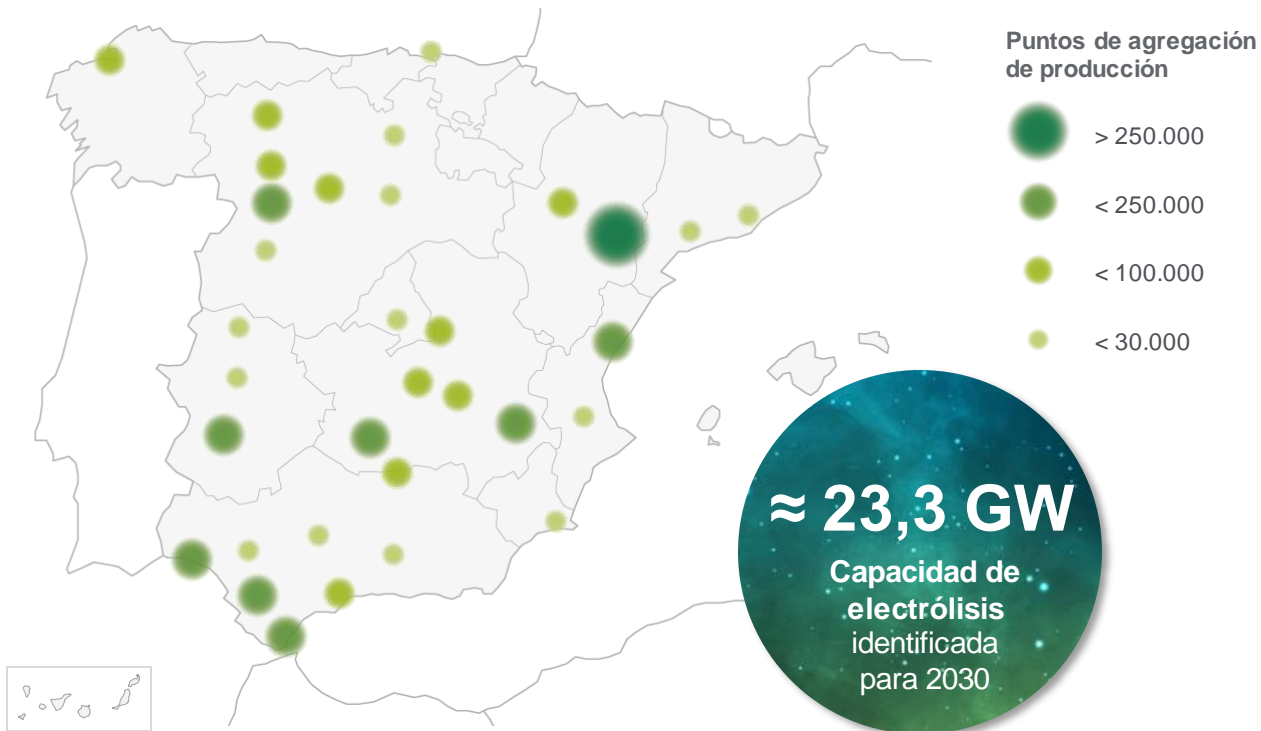 Puntos de agregación
de producción
> 250.000
< 250.000
< 100.000
< 30.000
≈ 23,3 GW
Capacidad de
electrólisis
identificada
para 2030